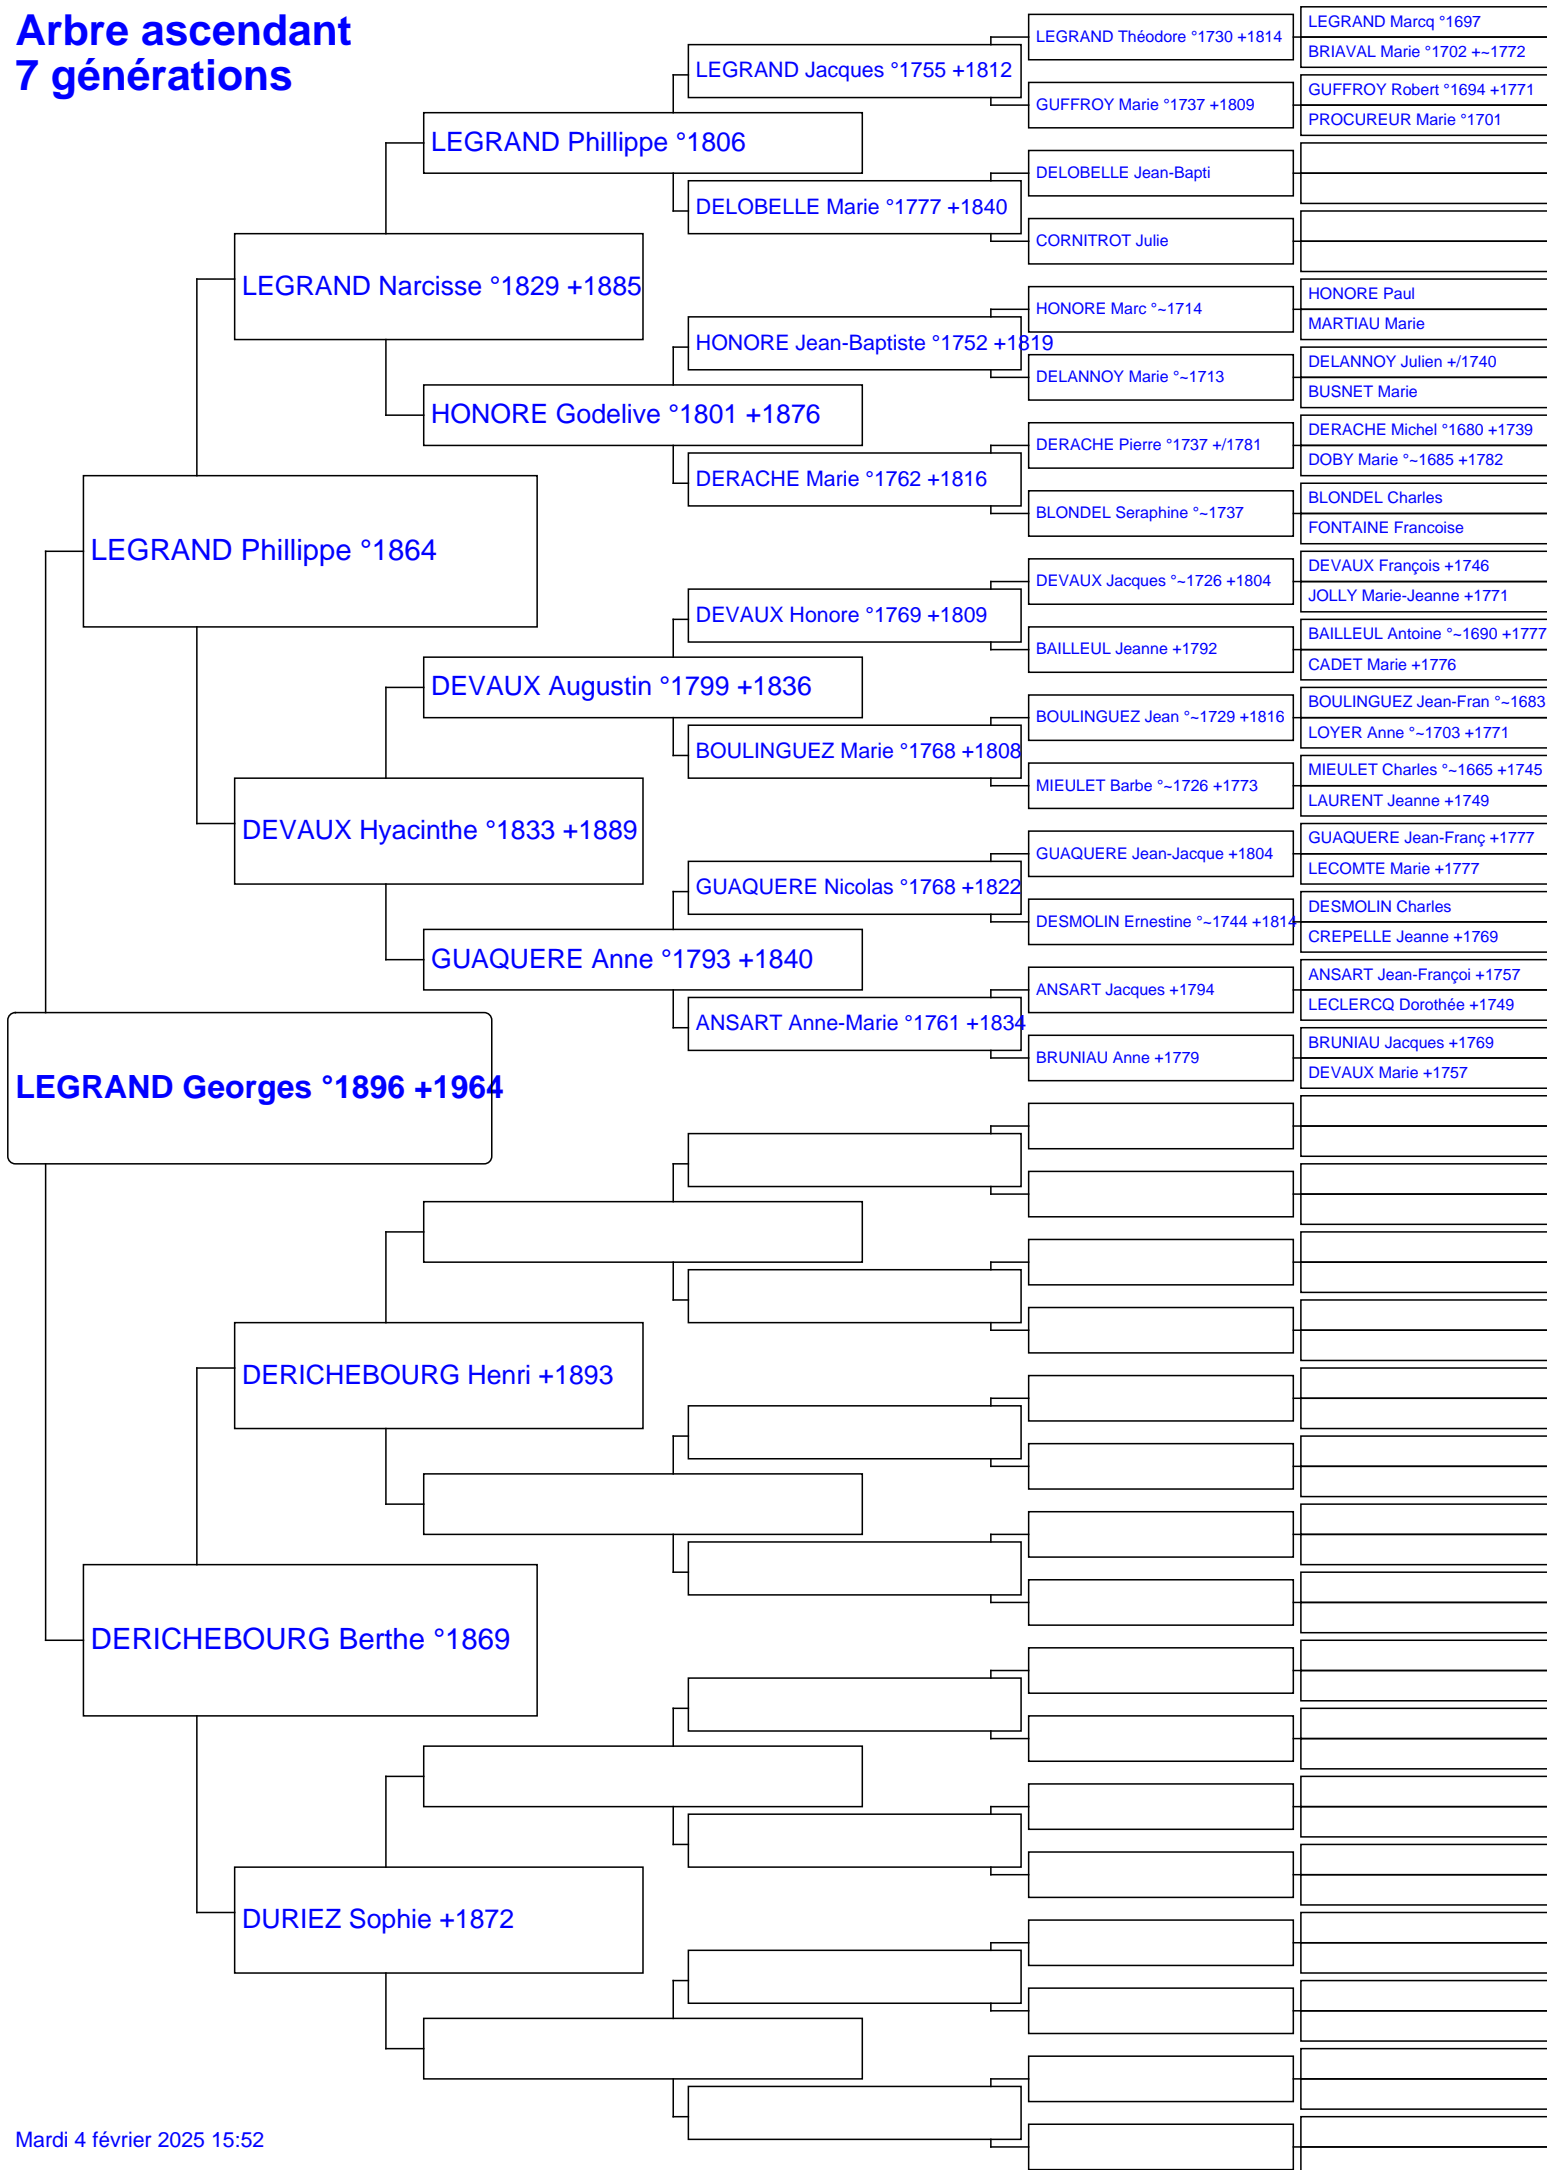 Arbre ascendant
7 générations
LEGRAND Georges °1896 +1964
LEGRAND Phillippe °1864
DERICHEBOURG Berthe °1869
LEGRAND Narcisse °1829 +1885
DEVAUX Hyacinthe °1833 +1889
DERICHEBOURG Henri +1893
DURIEZ Sophie +1872
LEGRAND Phillippe °1806
HONORE Godelive °1801 +1876
DEVAUX Augustin °1799 +1836
GUAQUERE Anne °1793 +1840
LEGRAND Jacques °1755 +1812
DELOBELLE Marie °1777 +1840
HONORE Jean-Baptiste °1752 +1819
DERACHE Marie °1762 +1816
DEVAUX Honore °1769 +1809
BOULINGUEZ Marie °1768 +1808
GUAQUERE Nicolas °1768 +1822
ANSART Anne-Marie °1761 +1834
LEGRAND Théodore °1730 +1814
GUFFROY Marie °1737 +1809
DELOBELLE Jean-Bapti
CORNITROT Julie
HONORE Marc °~1714
DELANNOY Marie °~1713
DERACHE Pierre °1737 +/1781
BLONDEL Seraphine °~1737
DEVAUX Jacques °~1726 +1804
BAILLEUL Jeanne +1792
BOULINGUEZ Jean °~1729 +1816
MIEULET Barbe °~1726 +1773
GUAQUERE Jean-Jacque +1804
DESMOLIN Ernestine °~1744 +1814
ANSART Jacques +1794
BRUNIAU Anne +1779
LEGRAND Marcq °1697
BRIAVAL Marie °1702 +~1772
GUFFROY Robert °1694 +1771
PROCUREUR Marie °1701
HONORE Paul
MARTIAU Marie
DELANNOY Julien +/1740
BUSNET Marie
DERACHE Michel °1680 +1739
DOBY Marie °~1685 +1782
BLONDEL Charles
FONTAINE Francoise
DEVAUX François +1746
JOLLY Marie-Jeanne +1771
BAILLEUL Antoine °~1690 +1777
CADET Marie +1776
BOULINGUEZ Jean-Fran °~1683
LOYER Anne °~1703 +1771
MIEULET Charles °~1665 +1745
LAURENT Jeanne +1749
GUAQUERE Jean-Franç +1777
LECOMTE Marie +1777
DESMOLIN Charles
CREPELLE Jeanne +1769
ANSART Jean-Françoi +1757
LECLERCQ Dorothée +1749
BRUNIAU Jacques +1769
DEVAUX Marie +1757
Mardi 4 février 2025 15:52